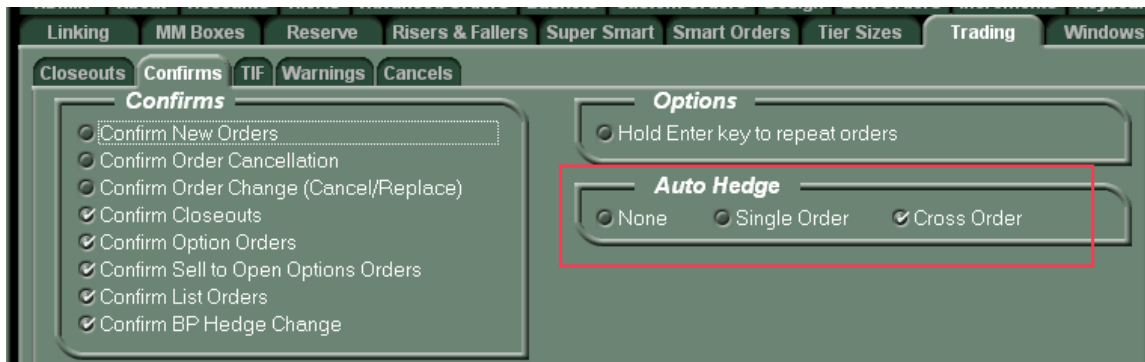 Linking MM Boxes Reserve Risers & Fallers Super Smart Smart Orders Tier Sizes Trading Windows
Closeouts Confirms TIF Warnings Cancels
Confirms
Confirm New Orders
Confirm Order Cancellation
Confirm Order Change (Cancel/Replace)
Confirm Closeouts
Confirm Option Orders
Confirm Sell to Open Options Orders
Confirm List Orders
Confirm BP Hedge Change
Options
Hold Enter key to repeat orders
Auto Hedge
None Single Order Cross Order